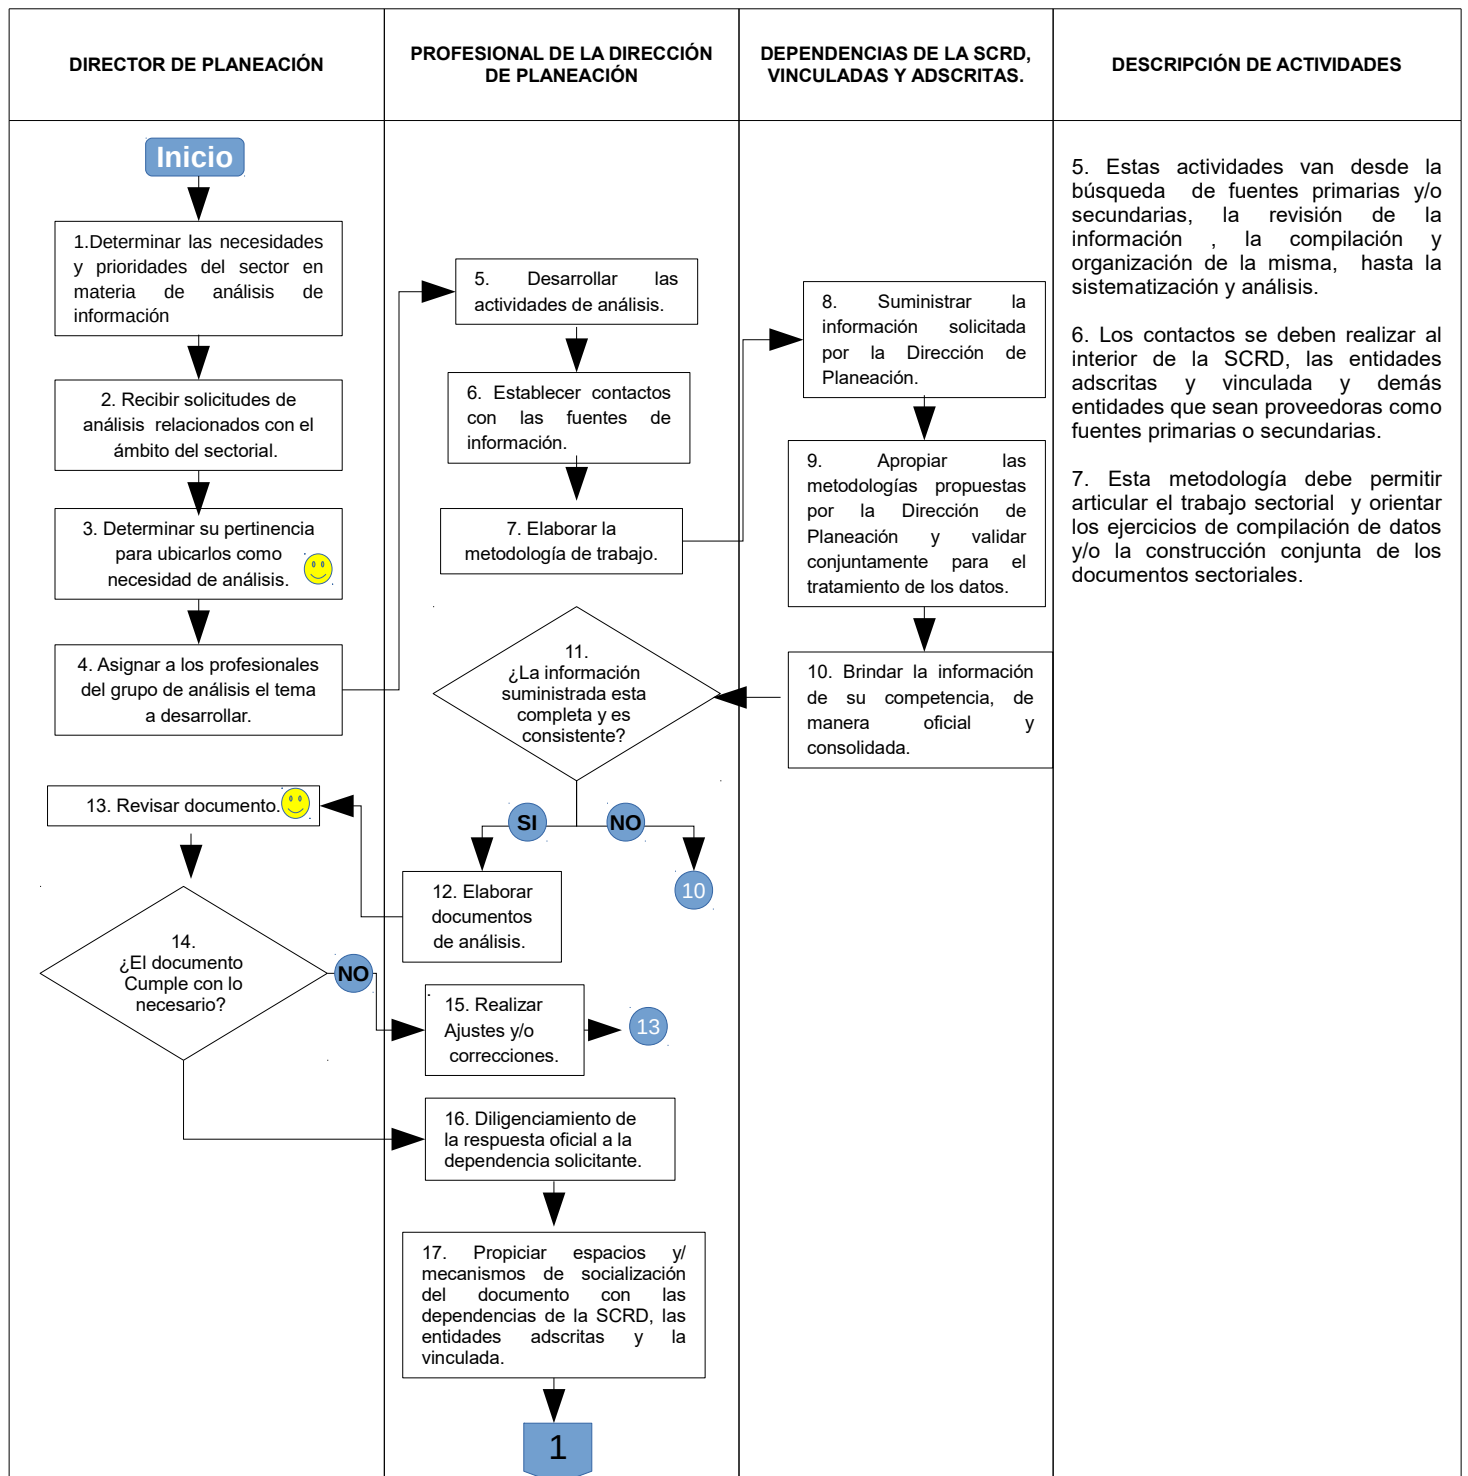 DIRECTOR DE PLANEACIÓN
PROFESIONAL DE LA DIRECCIÓN
DE PLANEACIÓN
DEPENDENCIAS DE LA SCRD,
VINCULADAS Y ADSCRITAS.
DESCRIPCIÓN DE ACTIVIDADES
Inicio
1.Determinar las necesidades
y prioridades del sector en
materia de análisis de
información
2. Recibir solicitudes de
análisis relacionados con el
ámbito del sectorial.
3. Determinar su pertinencia
para ubicarlos como
necesidad de análisis.
4. Asignar a los profesionales
del grupo de análisis el tema
a desarrollar.
5. Desarrollar las
actividades de análisis.
6. Establecer contactos
con las fuentes de
información.
7. Elaborar la
metodología de trabajo.
8. Suministrar la
información solicitada
por la Dirección de
Planeación.
9. Apropiar las
metodologías propuestas
por la Dirección de
Planeación y validar
conjuntamente para el
tratamiento de los datos.
10. Brindar la información
de su competencia, de
manera oficial y
consolidada.
11.
¿La información
suministrada esta
completa y es
consistente?
SI
NO
10
12. Elaborar
documentos
de análisis.
13. Revisar documento.
14.
¿El documento
Cumple con lo
necesario?
NO
15. Realizar
Ajustes y/o
correcciones.
13
16. Diligenciamiento de
la respuesta oficial a la
dependencia solicitante.
17. Propiciar espacios y/
mecanismos de socialización
del documento con las
dependencias de la SCRD, las
entidades adscritas y la
vinculada.
1
5. Estas actividades van desde la
búsqueda de fuentes primarias y/o
secundarias, la revisión de la
información , la compilación y
organización de la misma, hasta la
sistematización y análisis.
6. Los contactos se deben realizar al
interior de la SCRD, las entidades
adscritas y vinculada y demás
entidades que sean proveedoras como
fuentes primarias o secundarias.
7. Esta metodología debe permitir
articular el trabajo sectorial y orientar
los ejercicios de compilación de datos
y/o la construcción conjunta de los
documentos sectoriales.